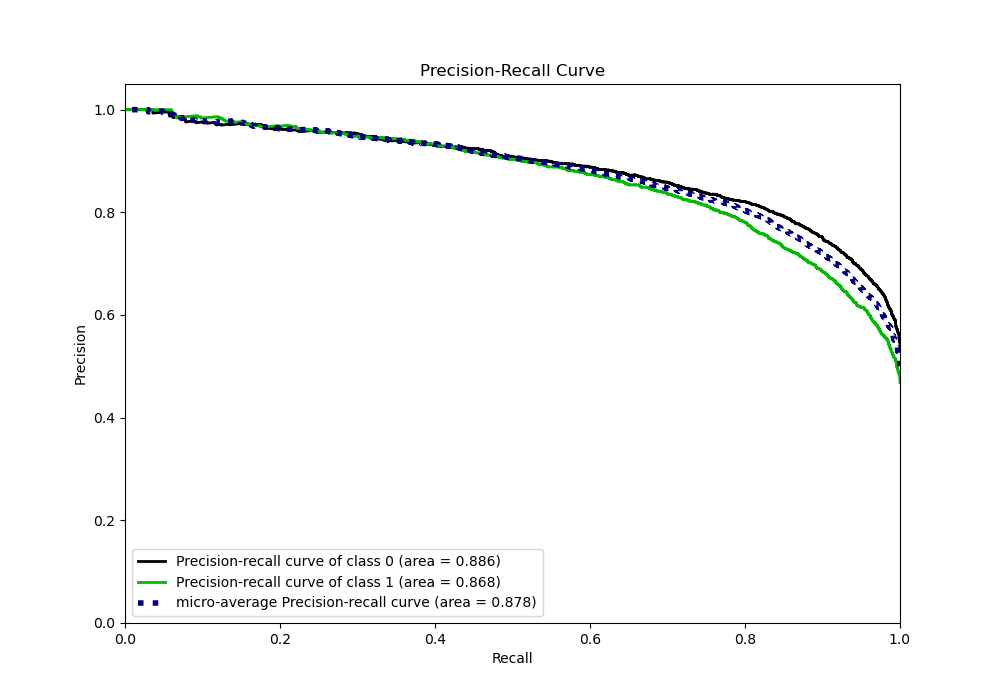 Precision-Recall Curve
1.0
0.8
0.6
0.4
0.2
0.0
Precision
Precision-recall curve of class 0 (area = 0.886)
Precision-recall curve of class 1 (area = 0.868)
micro-average Precision-recall curve (area = 0.878)
0.0 0.2 0.4 0.6 0.8 1.0
Recall